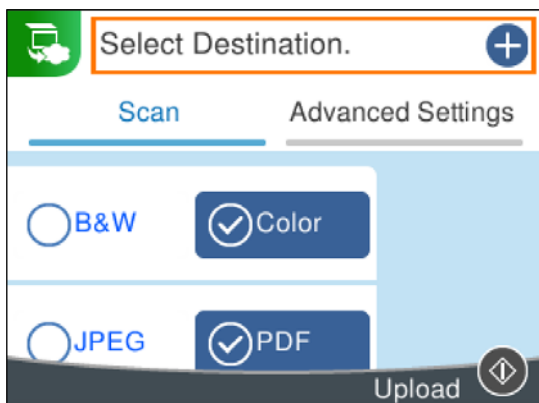 Select Destination.
Scan Advanced Settings
B&W Color
JPEG PDF
Upload